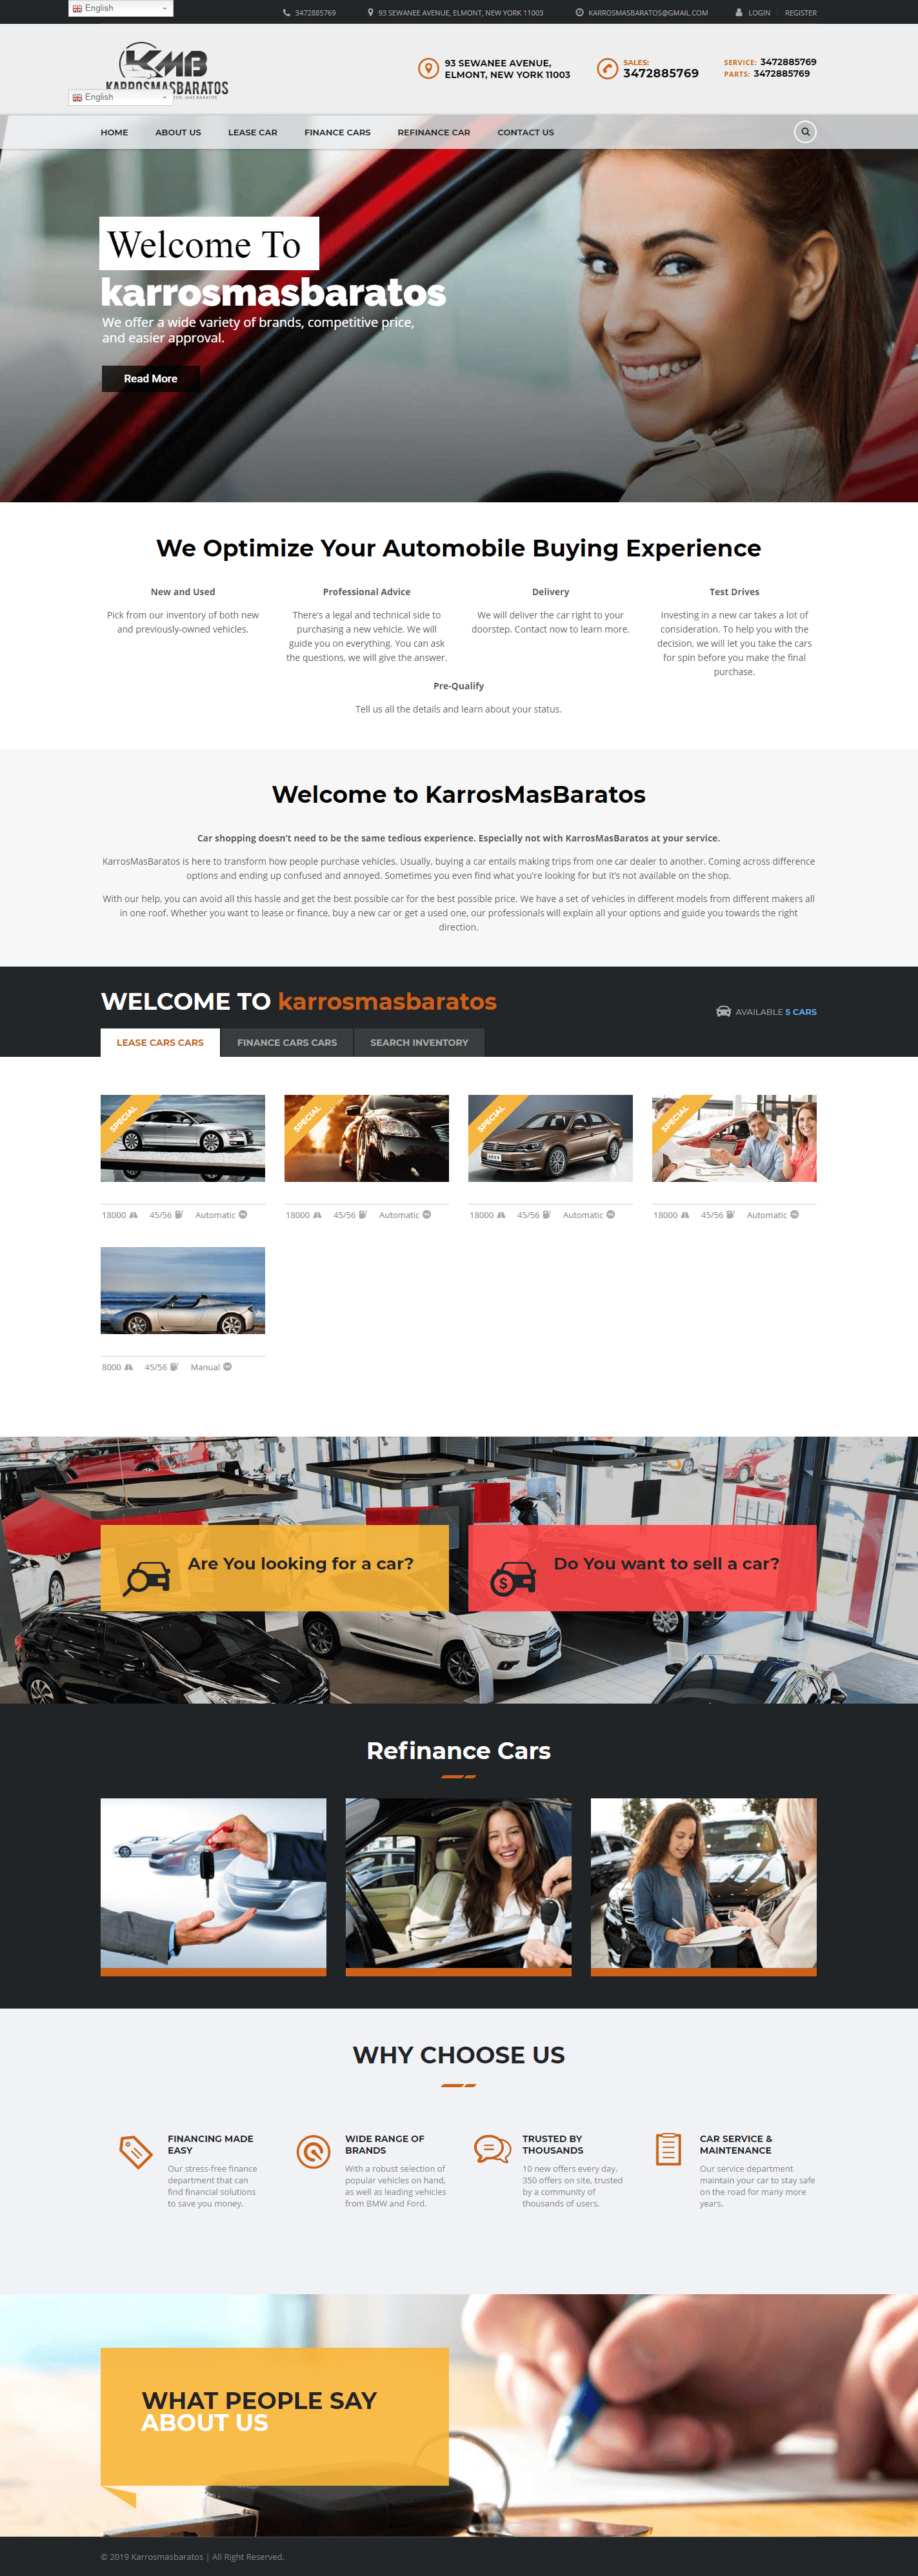 English
3472885769
93 SEWANEE AVENUE, ELMONT, NEW YORK 11003
KARROSMASBARATOS@GMAIL.COM
LOGIN
REGISTER
KMB
KARROSMASBARATOS
English
93 SEWANEE AVENUE,
ELMONT, NEW YORK 11003
SALES:
3472885769
SERVICE: 3472885769
PARTS: 3472885769
HOME
ABOUT US
LEASE CAR
FINANCE CARS
REFINANCE CAR
CONTACT US
Welcome To
karrosmasbaratos
We offer a wide variety of brands, competitive price,
and easier approval.
Read More
We Optimize Your Automobile Buying Experience
New and Used
Pick from our inventory of both new
and previously-owned vehicles.
Professional Advice
There's a legal and technical side to
purchasing a new vehicle. We will
guide you on everything. You can ask
the questions, we will give the answer.
Delivery
We will deliver the car right to your
doorstep. Contact now to learn more.
Test Drives
Investing in a new car takes a lot of
consideration. To help you with the
decision, we will let you take the cars
for spin before you make the final
purchase.
Pre-Qualify
Tell us all the details and learn about your status.
Welcome to KarrosMasBaratos
Car shopping doesn't need to be the same tedious experience. Especially not with KarrosMasBaratos at your service.
KarrosMasBaratos is here to transform how people purchase vehicles. Usually, buying a car entails making trips from one car dealer to another. Coming across difference
options and ending up confused and annoyed. Sometimes you even find what you're looking for but it's not available on the shop.
With our help, you can avoid all this hassle and get the best possible car for the best possible price. We have a set of vehicles in different models from different makers all
in one roof. Whether you want to lease or finance, buy a new car or get a used one, our professionals will explain all your options and guide you towards the right
direction.
WELCOME TO karrosmasbaratos
AVAILABLE 5 CARS
LEASE CARS CARS
FINANCE CARS CARS
SEARCH INVENTORY
SPECIAL
SPECIAL
SPECIAL
SPECIAL
18000 45/56 Automatic
18000 45/56 Automatic
18000 45/56 Automatic
18000 45/56 Automatic
8000 45/56 Manual
Are You looking for a car?
Do You want to sell a car?
Refinance Cars
WHY CHOOSE US
FINANCING MADE
EASY
Our stress-free finance
department that can
find financial solutions
to save you money.
WIDE RANGE OF
BRANDS
With a robust selection of
popular vehicles on hand,
as well as leading vehicles
from BMW and Ford.
TRUSTED BY
THOUSANDS
10 new offers every day.
350 offers on site, trusted
by a community of
thousands of users.
CAR SERVICE &
MAINTENANCE
Our service department
maintain your car to stay safe
on the road for many more
years.
WHAT PEOPLE SAY
ABOUT US
© 2019 Karrosmasbaratos | All Right Reserved.